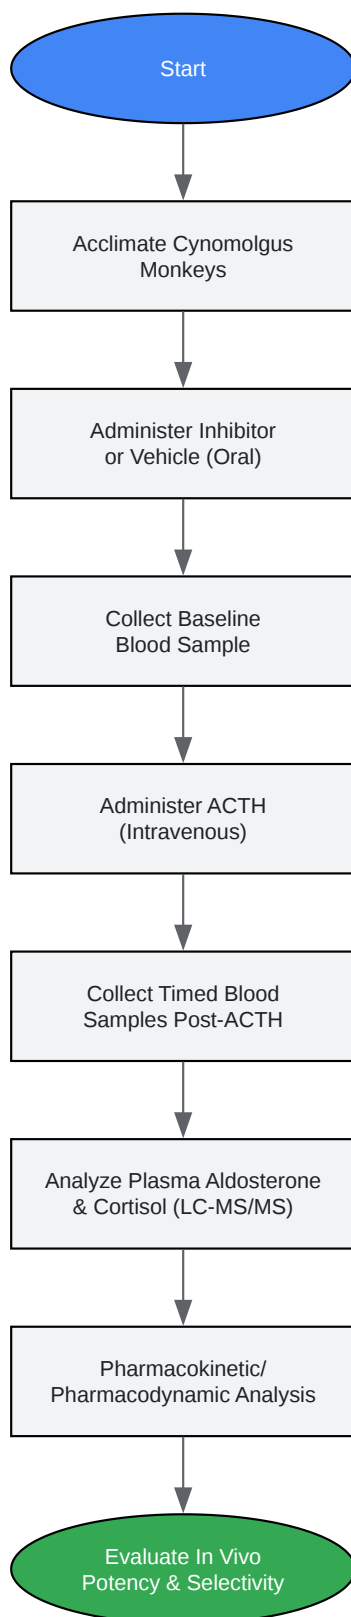 Start
Acclimate Cynomolgus
Monkeys
Administer Inhibitor
or Vehicle (Oral)
Collect Baseline
Blood Sample
Administer ACTH
(Intravenous)
Collect Timed Blood
Samples Post-ACTH
Analyze Plasma Aldosterone
& Cortisol (LC-MS/MS)
Pharmacokinetic/
Pharmacodynamic Analysis
Evaluate In Vivo
Potency & Selectivity